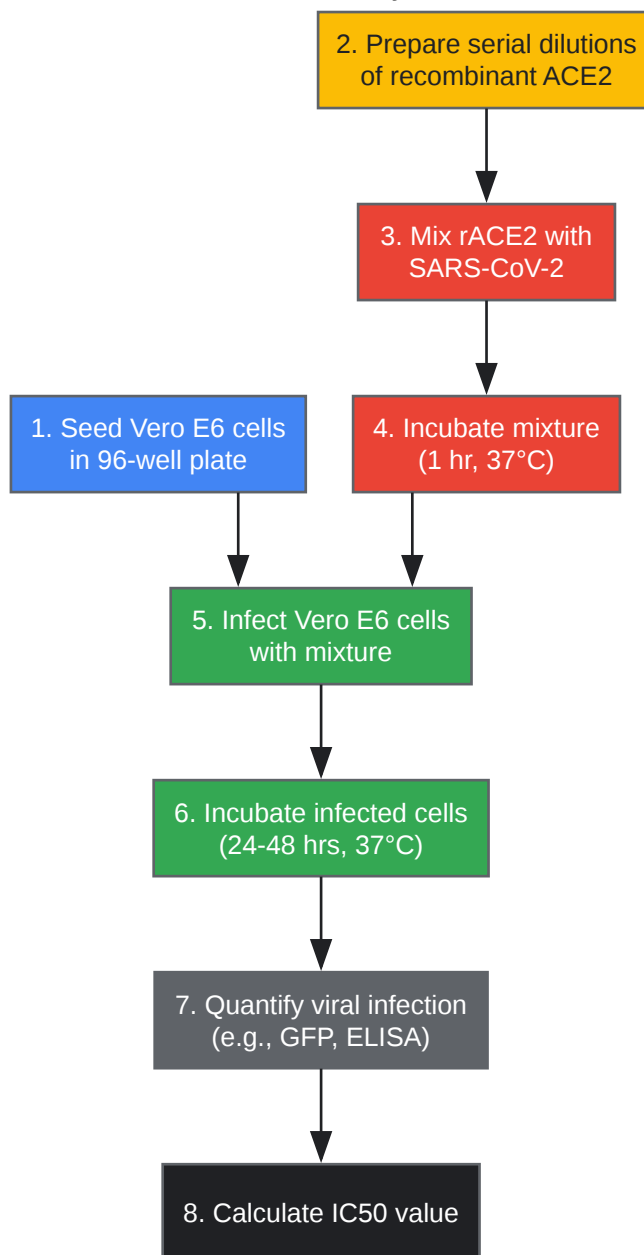 2. Prepare serial dilutions
of recombinant ACE2
3. Mix rACE2 with
SARS-CoV-2
1. Seed Vero E6 cells
in 96-well plate
4. Incubate mixture
(1 hr, 37°C)
5. Infect Vero E6 cells
with mixture
6. Incubate infected cells
(24-48 hrs, 37°C)
7. Quantify viral infection
(e.g., GFP, ELISA)
8. Calculate IC50 value